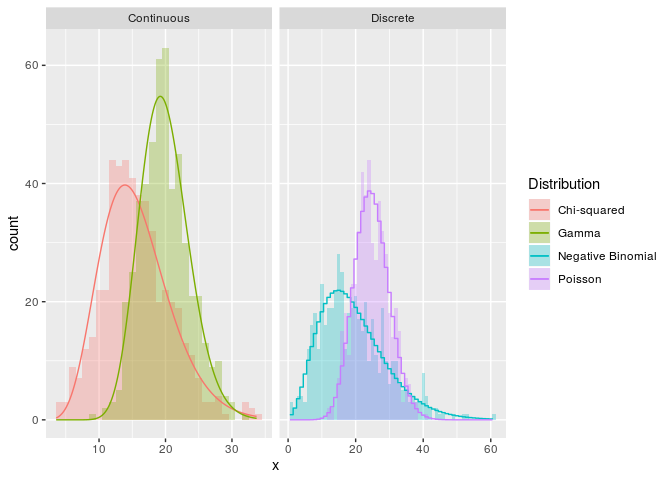 Continuous
Discrete
60
40
20
0
count
10
20
30
0
20
40
60
x
Distribution
Chi-squared
Gamma
Negative Binomial
Poisson